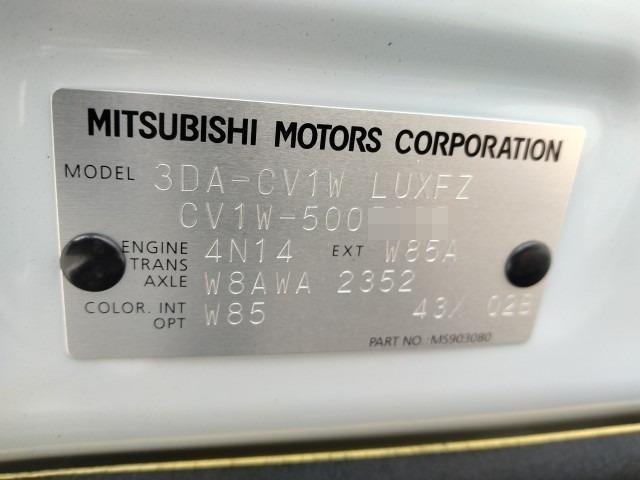 MITSUBISHI MOTORS CORPORATION
MODEL 3DA-CV1W LUXFZ
CV1W-500
ENGINE 4N14 EXT W85A
TRANS AXLE W8AWA 2352
COLOR. INT OPT W85 43X 02S
PART NO.: M5903080